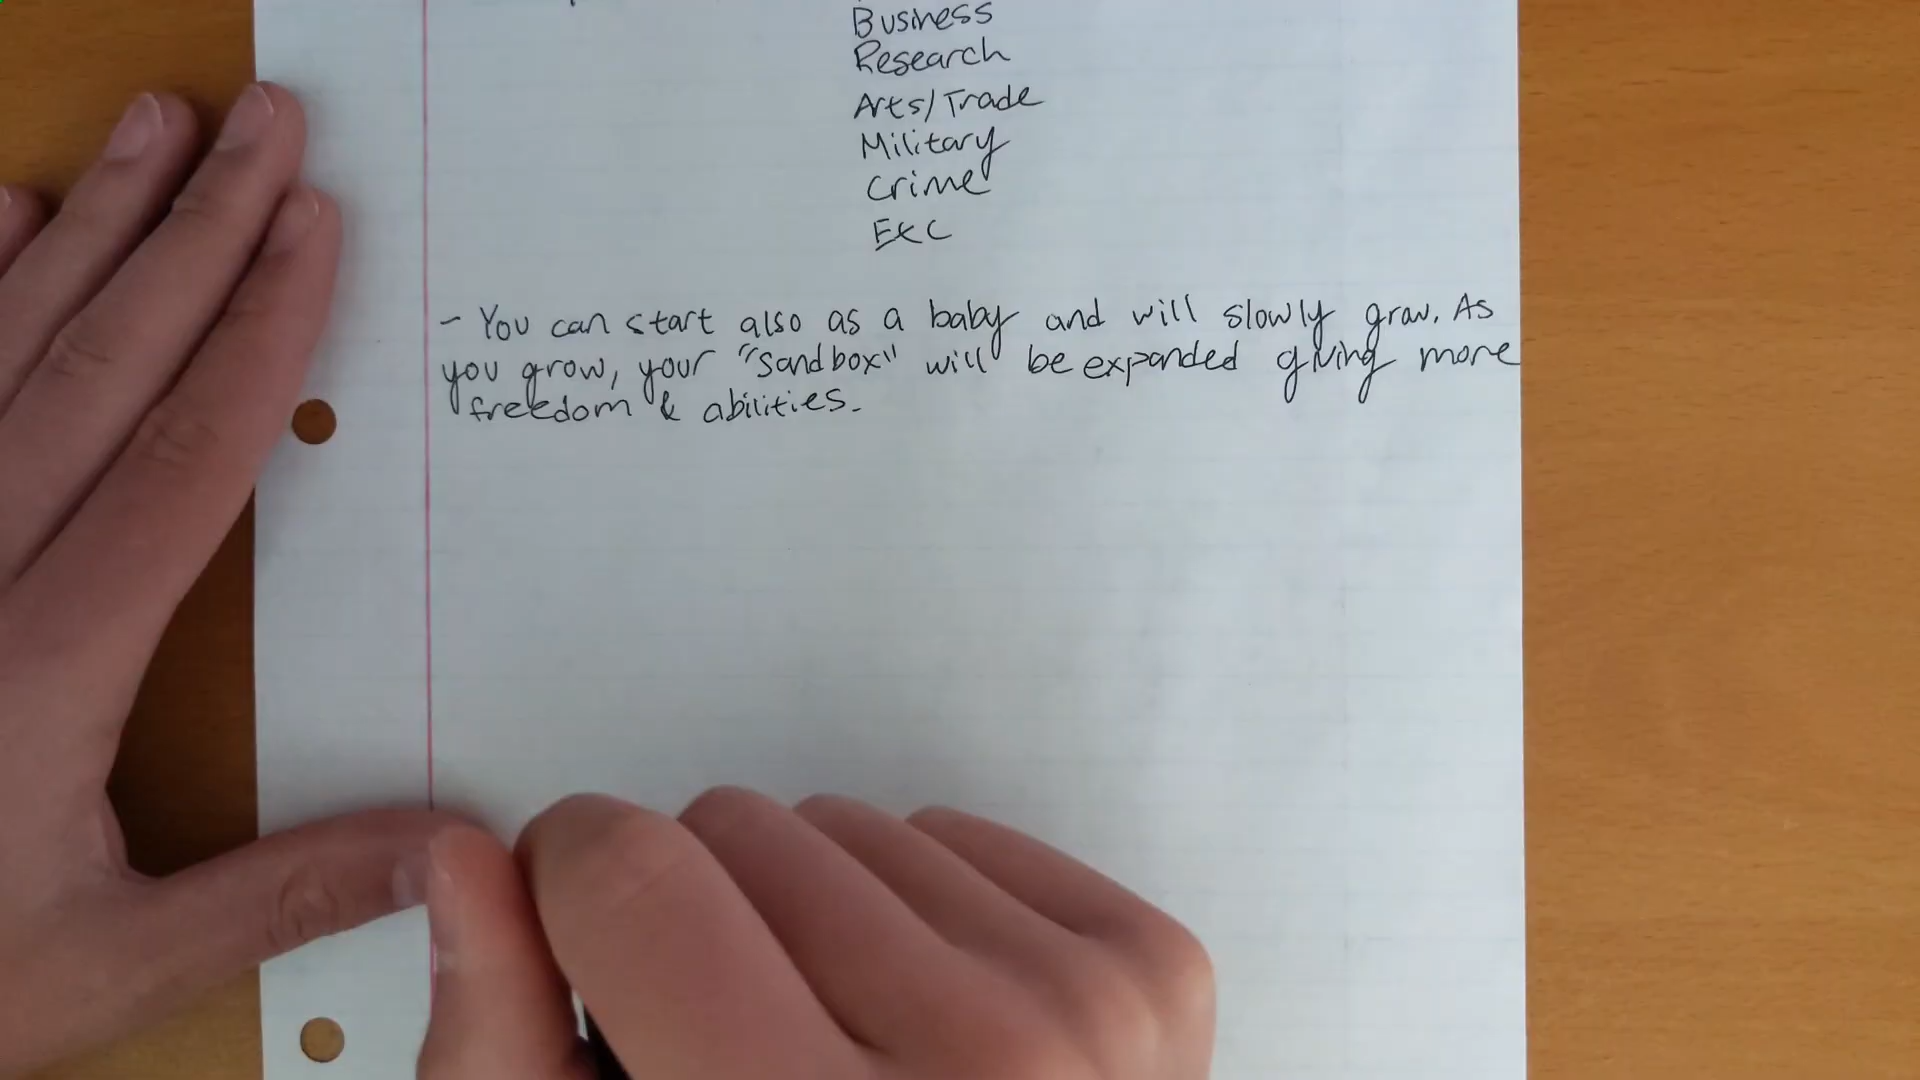 Business
Research
Arts/Trade
Military
Crime
Etc
- You can start also as a baby and will slowly grow. As
you grow, your "sandbox" will be expanded giving more
freedom & abilities.